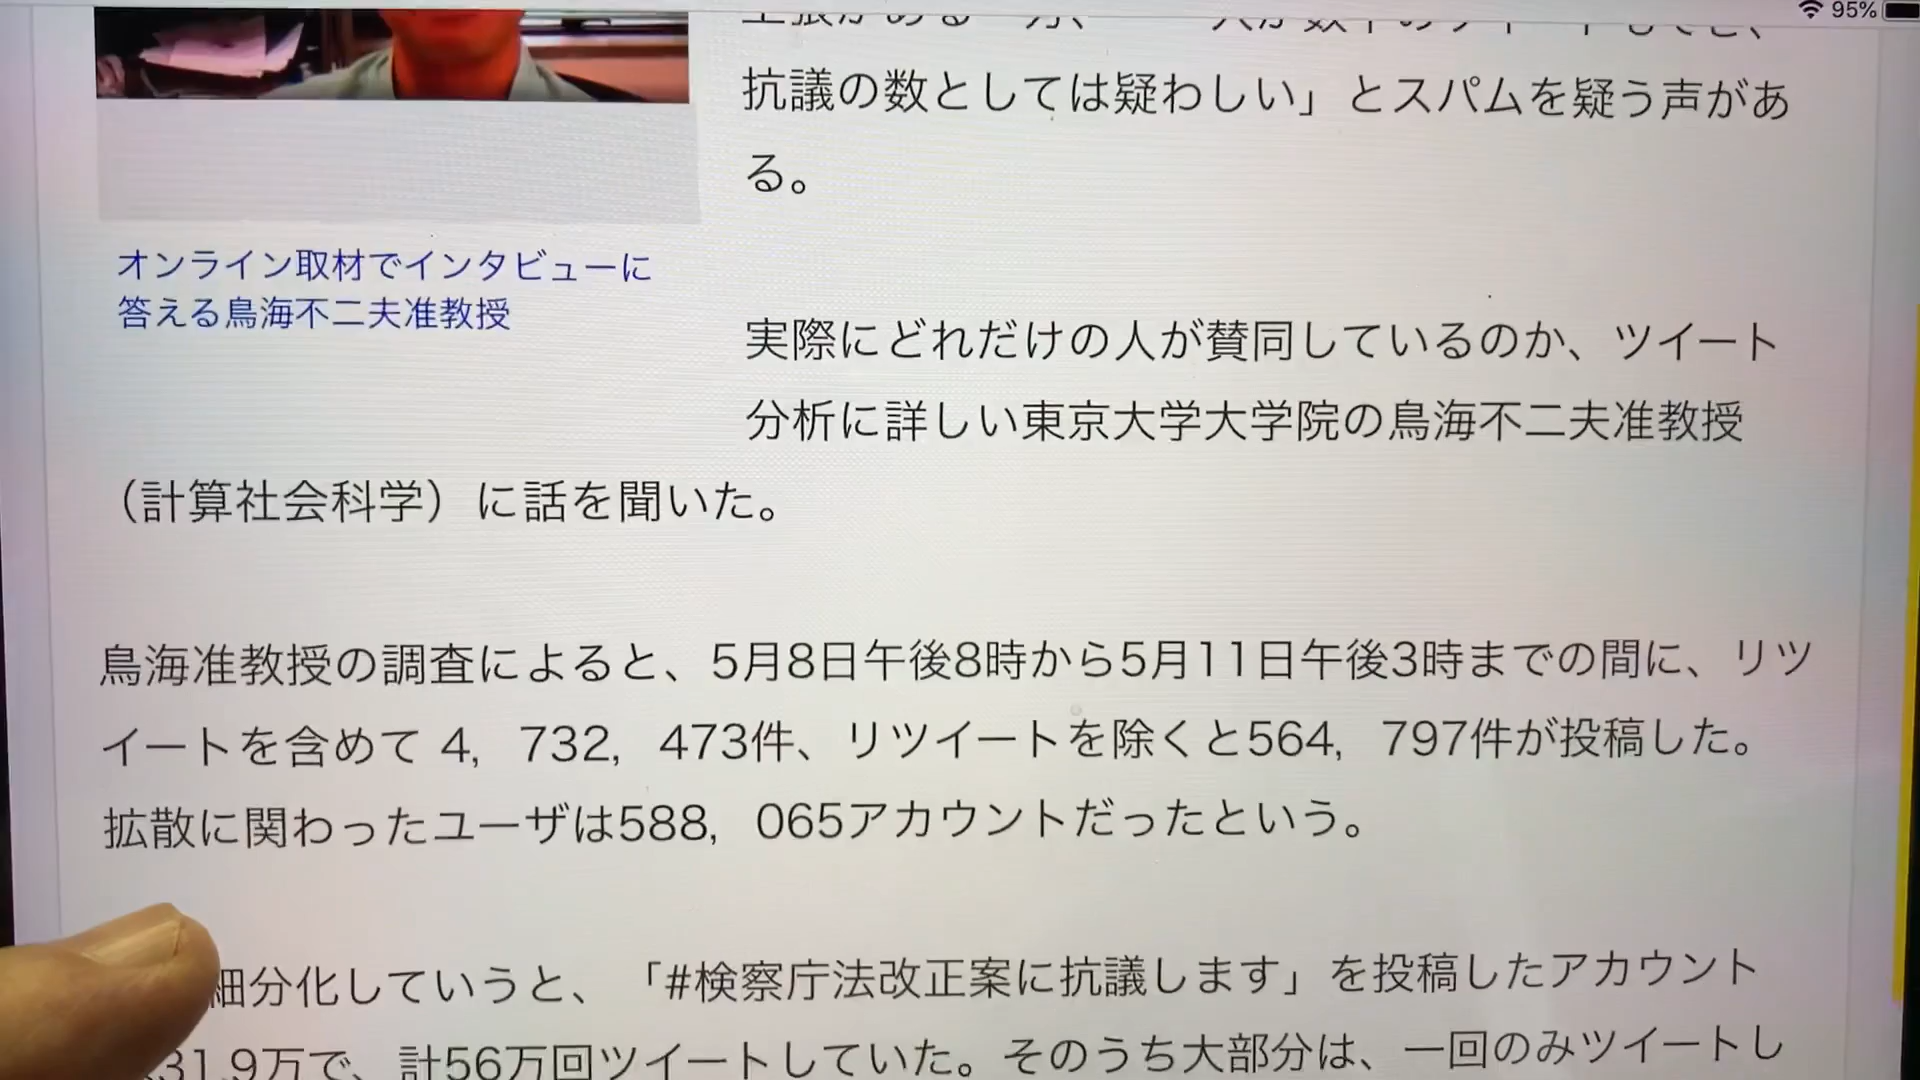 95%
抗議の数としては疑わしい」とスパムを疑う声があ
る。
オンライン取材でインタビューに
答える鳥海不二夫准教授
実際にどれだけの人が賛同しているのか、ツイート
分析に詳しい東京大学大学院の鳥海不二夫准教授
（計算社会科学）に話を聞いた。
鳥海准教授の調査によると、5月8日午後8時から5月11日午後3時までの間に、リツ
イートを含めて 4，732，473件、リツイートを除くと564，797件が投稿した。
拡散に関わったユーザは588，065アカウントだったという。
細分化していうと、「#検察庁法改正案に抗議します」を投稿したアカウント
31.9万で、計56万回ツイートしていた。そのうち大部分は、一回のみツイートし